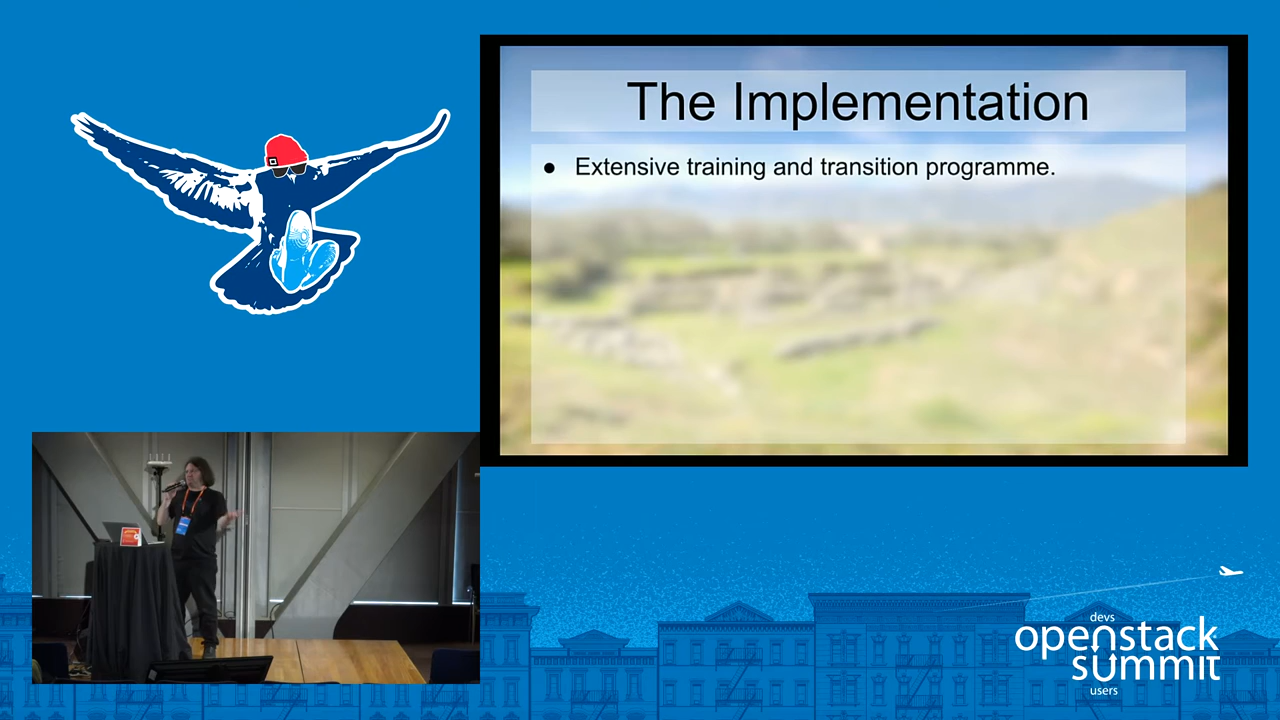 The Implementation
● Extensive training and transition programme.
devs
openstack
summit
users